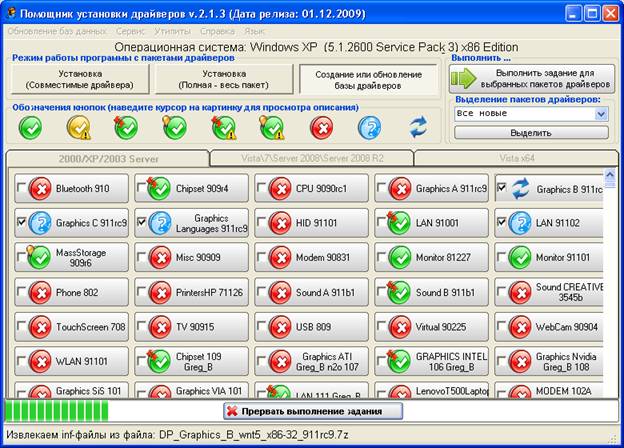 Помощник установки драйверов v.2.1.3 (Дата релиза: 01.12.2009)
Обновление баз данных Сервис Утилиты Справка Язык
Операционная система: Windows XP (5.1.2600 Service Pack 3) x86 Edition
Режим работы программы с пакетами драйверов
Установка
(Совместимые драйвера)
Установка
(Полная - весь пакет)
Создание или обновление
базы драйверов
Выполнить ...
Выполнить задание для
выбранных пакетов драйверов
Обозначения кнопок (наведите курсор на картинку для просмотра описания)
Выделение пакетов драйверов:
Все новые
Выделить
2000/XP/2003 Server
Vista\7\Server 2008\Server 2008 R2
Vista x64
Bluetooth 910
Chipset 909r4
CPU 9090rc1
Graphics A 911rc9
Graphics B 911rc
Graphics C 911rc9
Graphics
Languages 911rc9
HID 91101
LAN 91001
LAN 91102
MassStorage
909r6
Misc 90909
Modem 90831
Monitor 81227
Monitor 91101
Phone 802
PrintersHP 71126
Sound A 911b1
Sound B 911b1
Sound CREATIVE
3545b
TouchScreen 708
TV 90915
USB 809
Virtual 90225
WebCam 90904
WLAN 91101
Chipset 109
Greg_B
Graphics ATI
Greg_B n2o 107
GRAPHICS INTEL
106 Greg_B
Graphics Nvidia
Greg_B 108
Graphics SiS 101
Graphics VIA 101
LAN 111 Greg_B
LenovoT500Laptop
MODEM 102A
Прервать выполнение задания
Извлекаем inf-файлы из файла: DP_Graphics_B_wnt5_x86-32_911rc9.7z